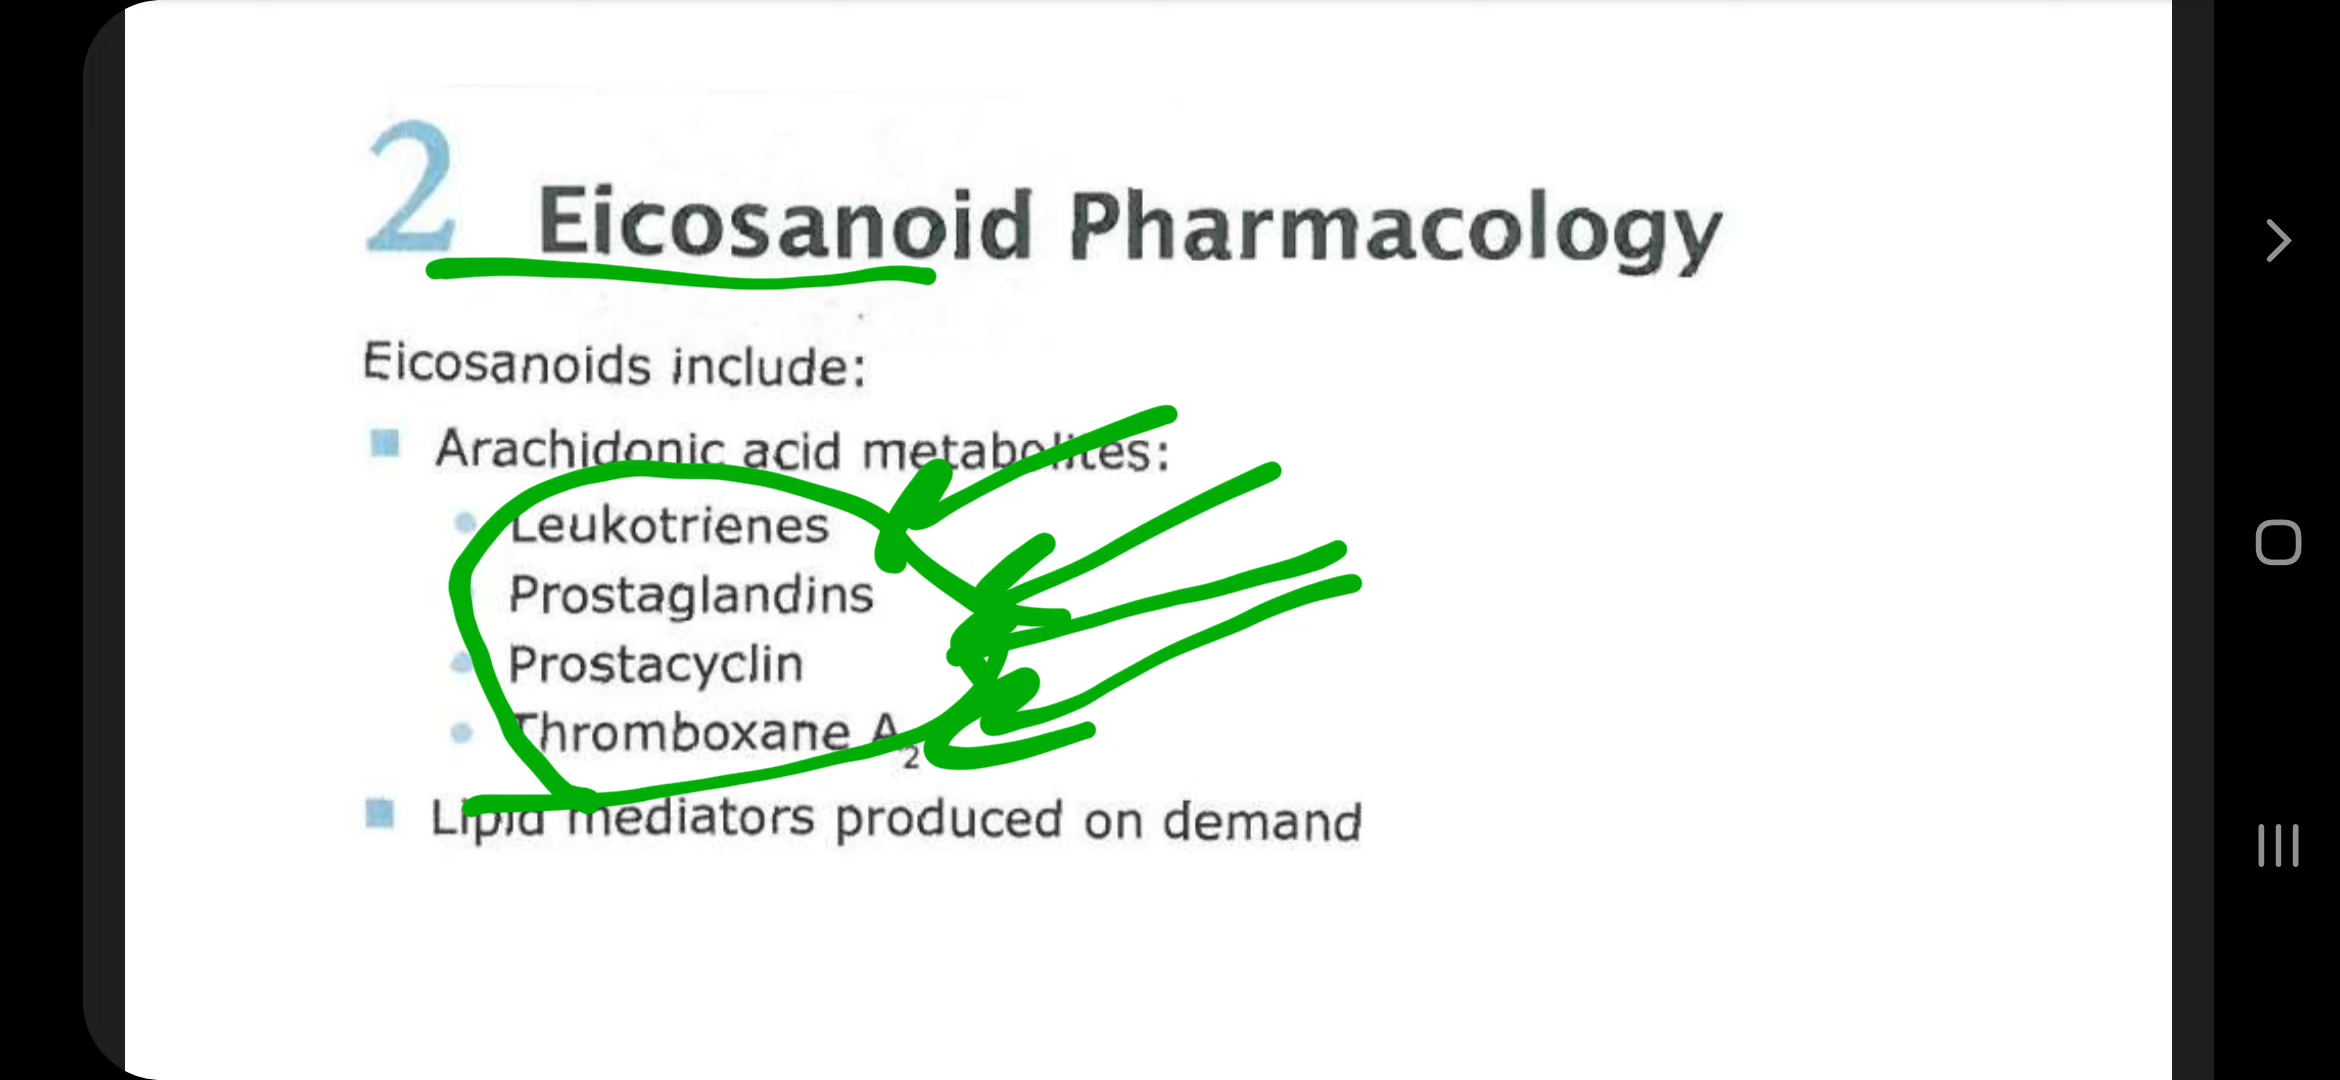 2 Eicosanoid Pharmacology
Eicosanoids include:
Arachidonic acid metabolites:
Leukotrienes
Prostaglandins
Prostacyclin
Thromboxane A₂
Lipid mediators produced on demand